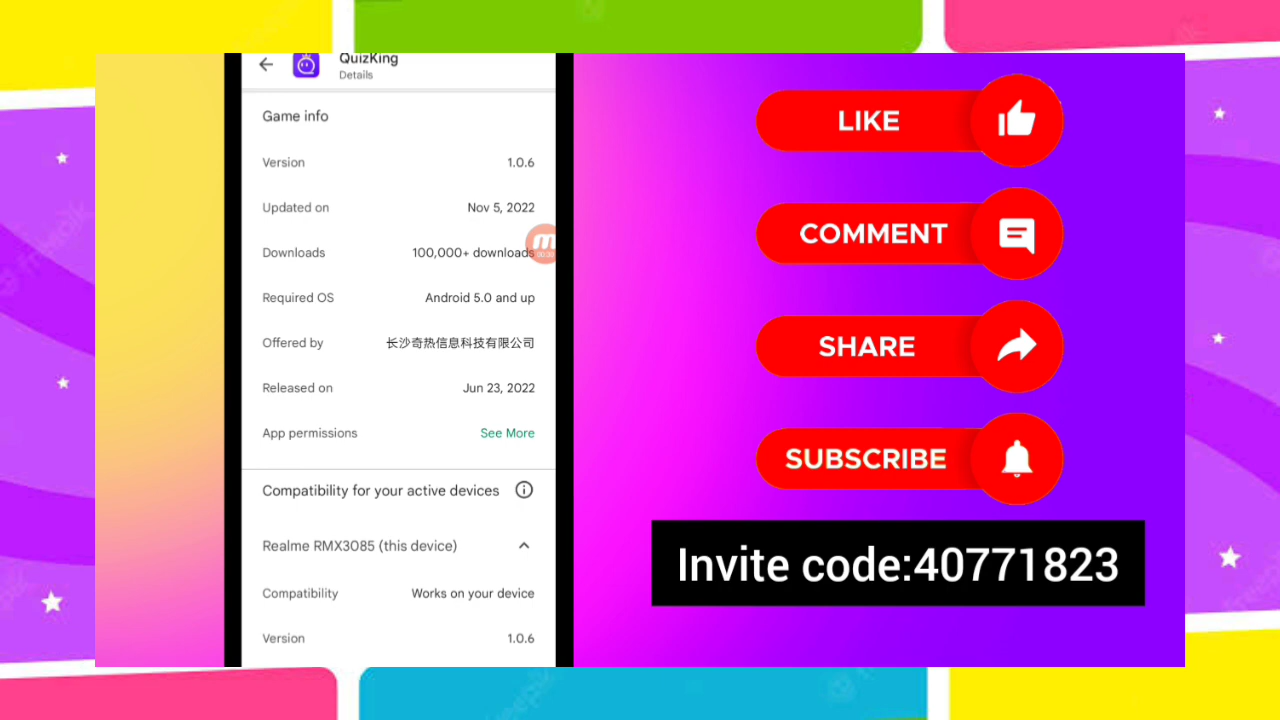 QuizKing
Details
Game info
Version 1.0.6
Updated on Nov 5, 2022
Downloads 100,000+ downloads
Required OS Android 5.0 and up
Offered by 长沙奇热信息科技有限公司
Released on Jun 23, 2022
App permissions See More
Compatibility for your active devices
Realme RMX3085 (this device)
Compatibility Works on your device
Version 1.0.6
LIKE
COMMENT
SHARE
SUBSCRIBE
Invite code:40771823